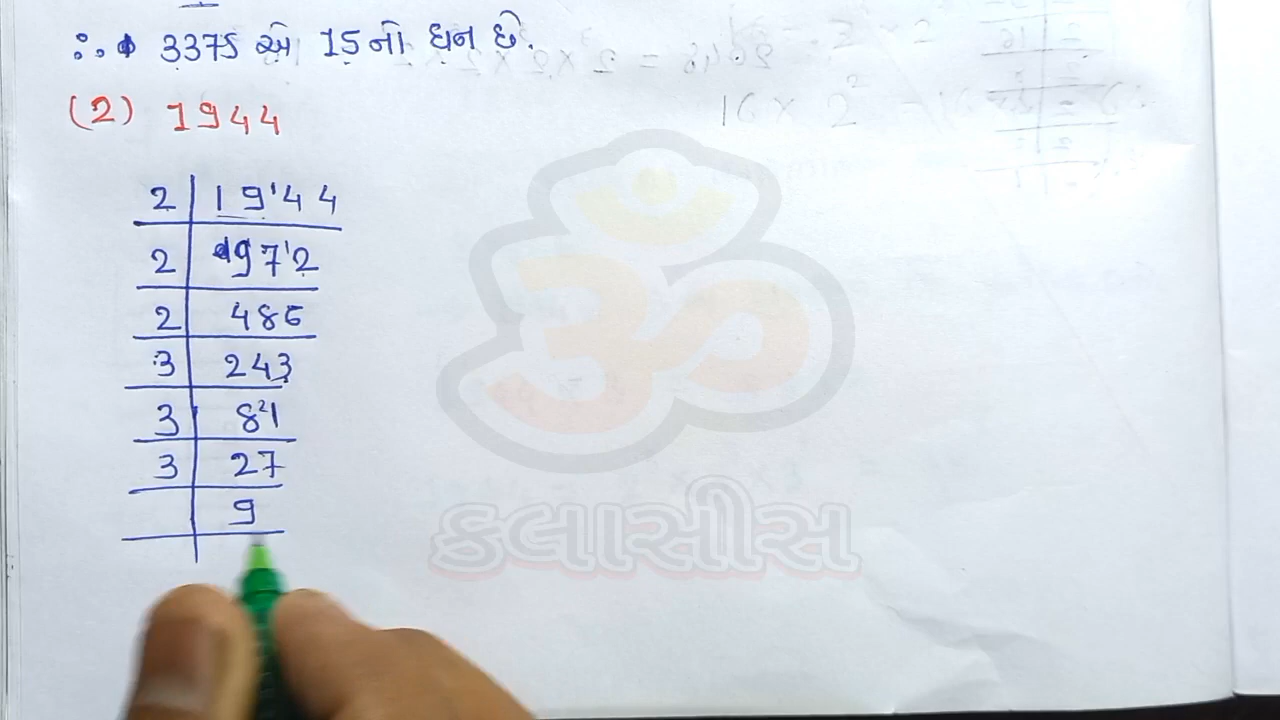 ∴ 3375 એ 15 નો ઘન છે.
(2) 1944
2 | 1944
2 | 972
2 | 486
3 | 243
3 | 81
3 | 27
9
ૐ
ક્લાસીસ